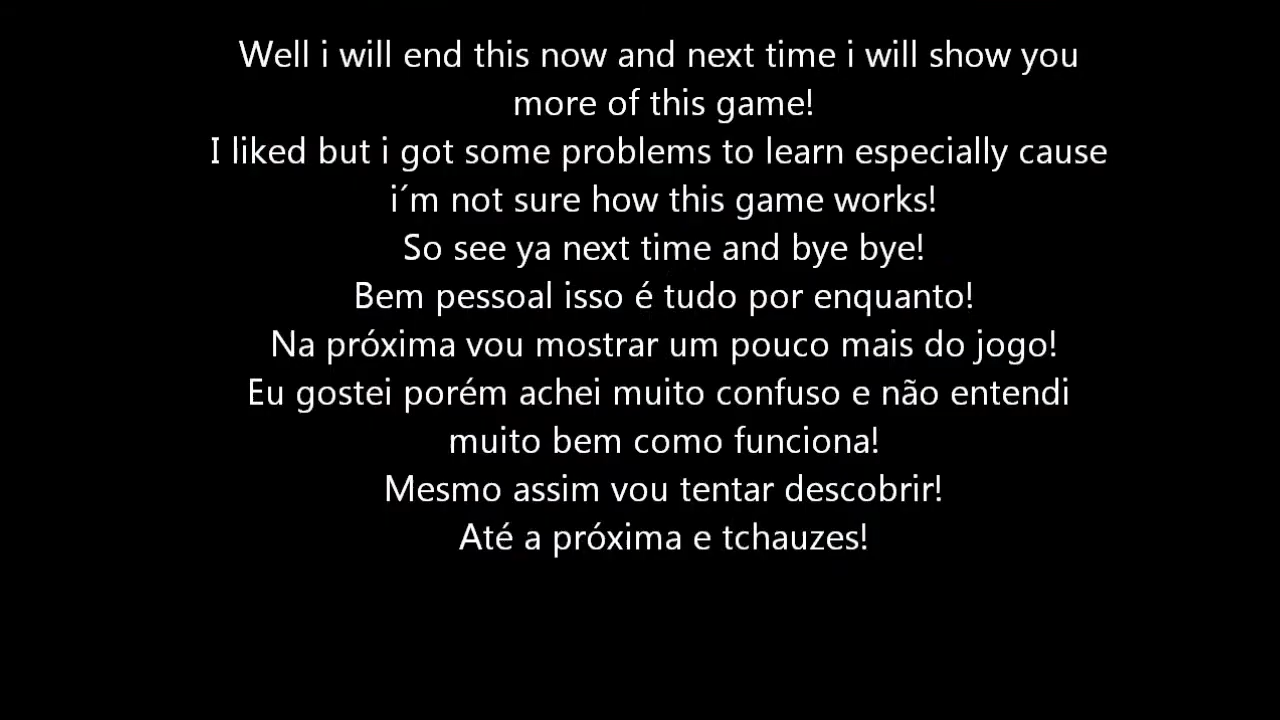 Well i will end this now and next time i will show you
more of this game!
I liked but i got some problems to learn especially cause
i´m not sure how this game works!
So see ya next time and bye bye!
Bem pessoal isso é tudo por enquanto!
Na próxima vou mostrar um pouco mais do jogo!
Eu gostei porém achei muito confuso e não entendi
muito bem como funciona!
Mesmo assim vou tentar descobrir!
Até a próxima e tchauzes!